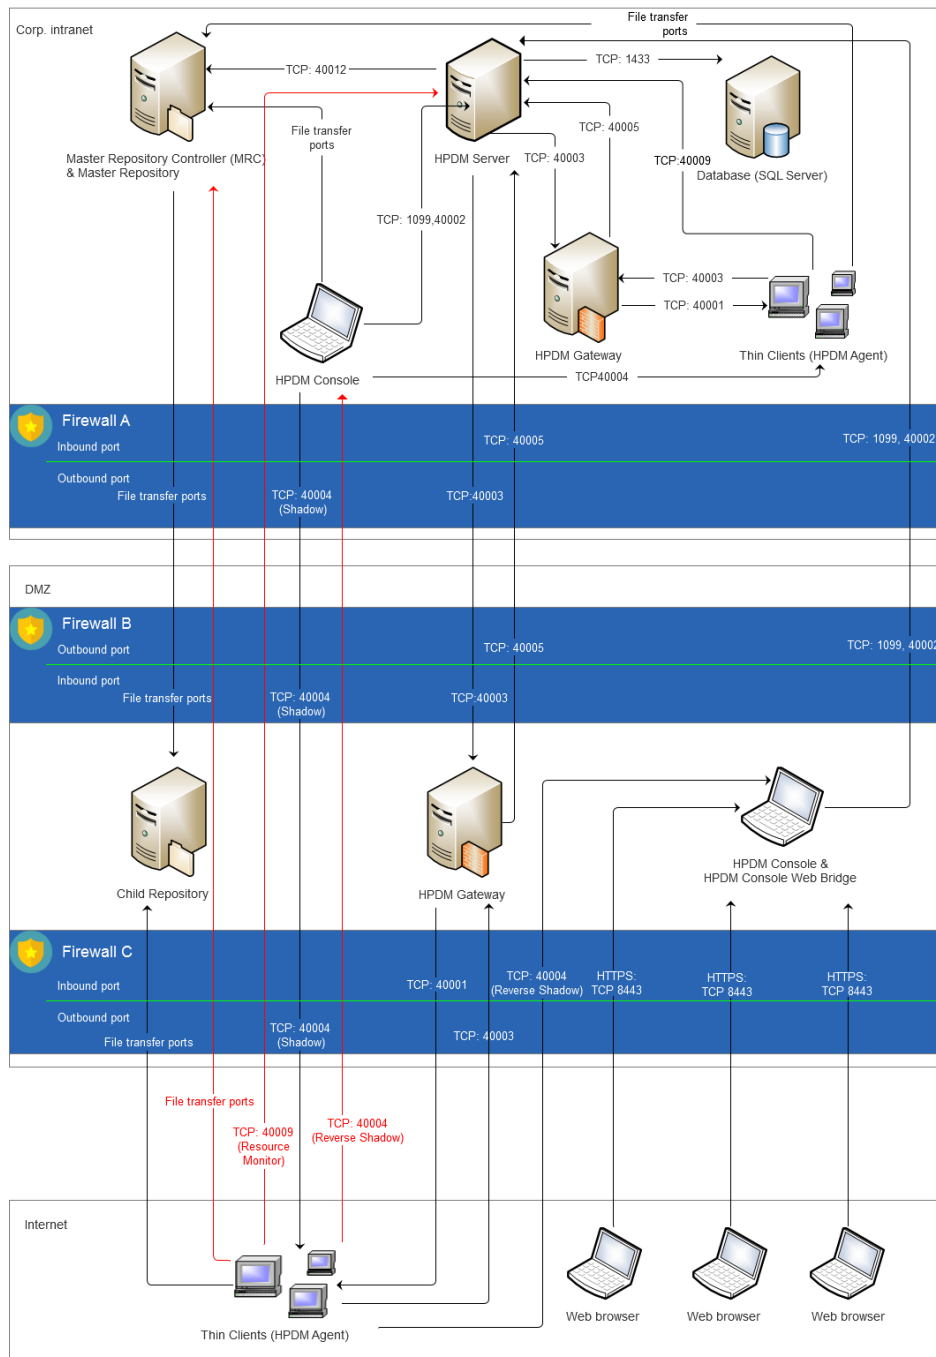 Corp. intranet
File transfer
ports
TCP: 40012
TCP: 1433
File transfer
ports
TCP: 40005
Master Repository Controller (MRC)
& Master Repository
HPDM Server
TCP: 40003
TCP:40009
Database (SQL Server)
TCP: 1099,40002
TCP: 40003
TCP: 40001
HPDM Gateway
Thin Clients (HPDM Agent)
HPDM Console
TCP40004
Firewall A
Inbound port
TCP: 40005
TCP: 1099, 40002
Outbound port
File transfer ports
TCP: 40004
(Shadow)
TCP:40003
DMZ
Firewall B
Outbound port
TCP: 40005
TCP: 1099, 40002
Inbound port
File transfer ports
TCP: 40004
(Shadow)
TCP:40003
Child Repository
HPDM Gateway
HPDM Console &
HPDM Console Web Bridge
Firewall C
Inbound port
TCP: 40001
TCP: 40004
(Reverse Shadow)
HTTPS:
TCP 8443
HTTPS:
TCP 8443
HTTPS:
TCP 8443
Outbound port
File transfer ports
TCP: 40004
(Shadow)
TCP: 40003
File transfer ports
TCP: 40009
(Resource
Monitor)
TCP: 40004
(Reverse Shadow)
Internet
Thin Clients (HPDM Agent)
Web browser
Web browser
Web browser